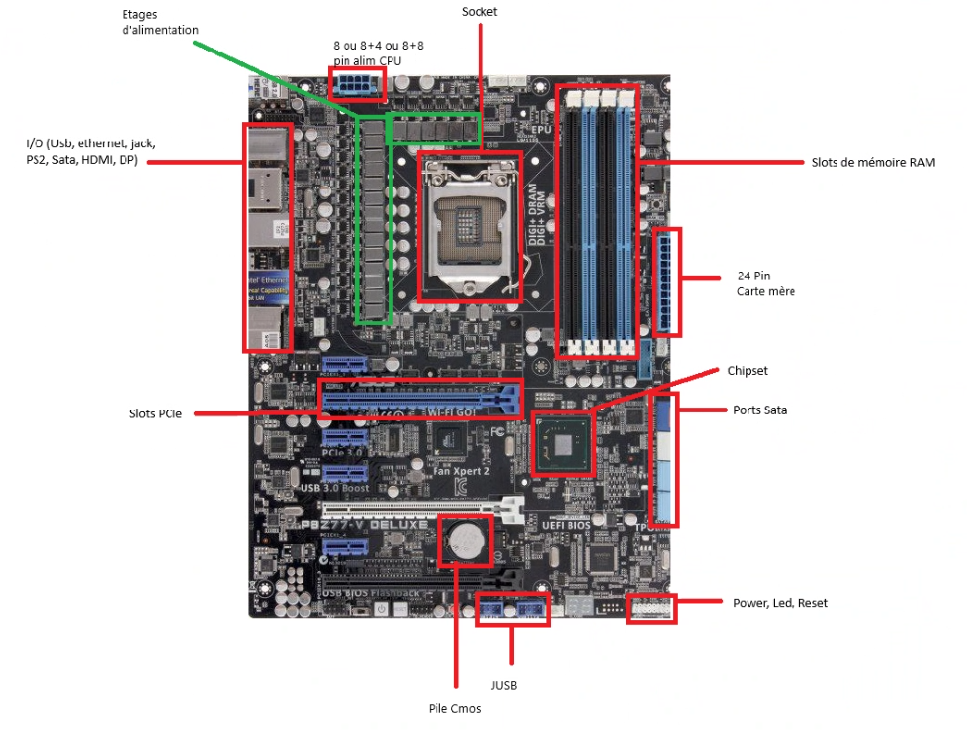 Socket
Etages
d'alimentation
8 ou 8+4 ou 8+8
pin alim CPU
I/O (Usb, ethernet, jack,
PS2, Sata, HDMI, DP)
EPU
DIGI+ DRAM
DIGI+ VRM
Slots de mémoire RAM
24 Pin
Carte mère
Chipset
Slots PCIe
WI-FI GO!
Ports Sata
PCIe 3.0
Fan Xpert 2
USB 3.0 Boost
P8Z77-V DELUXE
UEFI BIOS
USB BIOS Flashback
Power, Led, Reset
JUSB
Pile Cmos